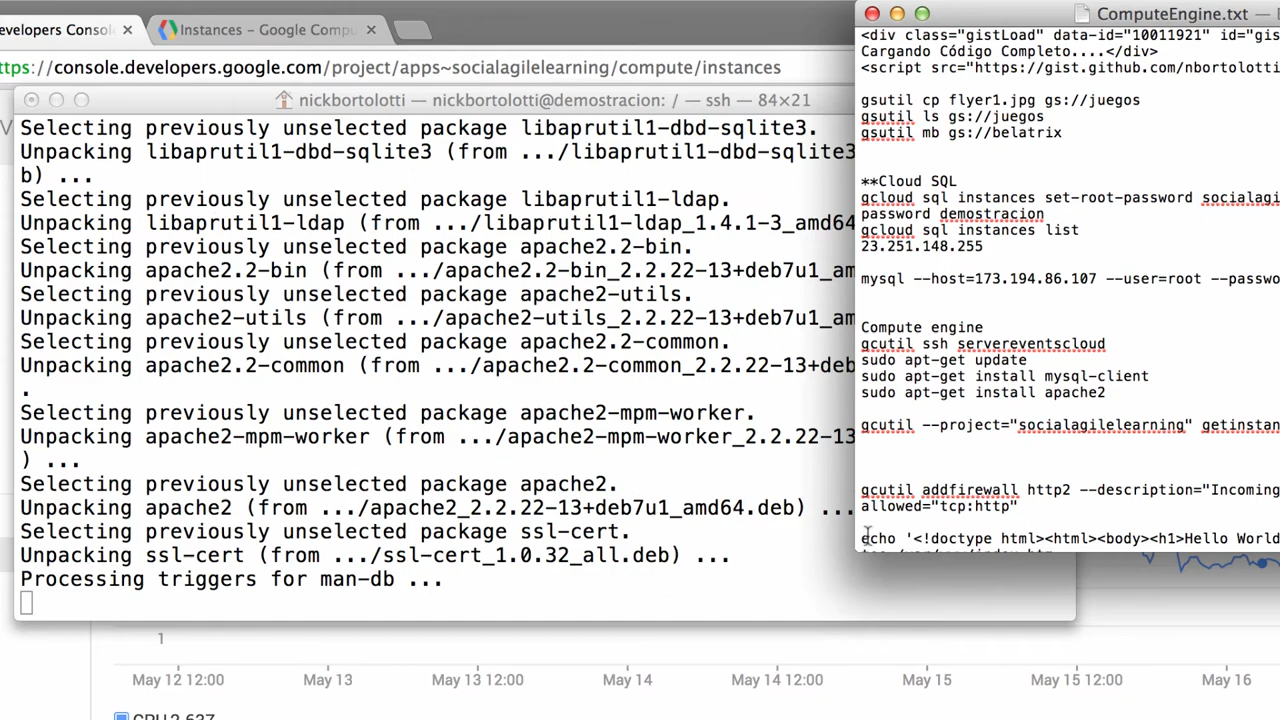 evelopers Conso
Instances – Google Compu
ttps://console.developers.google.com/project/apps~socialagilelearning/compute/instances
nickbortolotti — nickbortolotti@demostracion: / — ssh — 84×21
Selecting previously unselected package libaprutil1-dbd-sqlite3.
Unpacking libaprutil1-dbd-sqlite3 (from .../libaprutil1-dbd-sqlite3
b) ...
Selecting previously unselected package libaprutil1-ldap.
Unpacking libaprutil1-ldap (from .../libaprutil1-ldap_1.4.1-3_amd64
Selecting previously unselected package apache2.2-bin.
Unpacking apache2.2-bin (from .../apache2.2-bin_2.2.22-13+deb7u1_am
Selecting previously unselected package apache2-utils.
Unpacking apache2-utils (from .../apache2-utils_2.2.22-13+deb7u1_am
Selecting previously unselected package apache2.2-common.
Unpacking apache2.2-common (from .../apache2.2-common_2.2.22-13+deb
.
Selecting previously unselected package apache2-mpm-worker.
Unpacking apache2-mpm-worker (from .../apache2-mpm-worker_2.2.22-13
) ...
Selecting previously unselected package apache2.
Unpacking apache2 (from .../apache2_2.2.22-13+deb7u1_amd64.deb) ...
Selecting previously unselected package ssl-cert.
Unpacking ssl-cert (from .../ssl-cert_1.0.32_all.deb) ...
Processing triggers for man-db ...
ComputeEngine.txt —
<div class="gistLoad" data-id="10011921" id="gis
Cargando Código Completo....</div>
<script src="https://gist.github.com/nbortolotti
gsutil cp flyer1.jpg gs://juegos
gsutil ls gs://juegos
gsutil mb gs://belatrix
**Cloud SQL
gcloud sql instances set-root-password socialagi
password demostracion
gcloud sql instances list
23.251.148.255
mysql --host=173.194.86.107 --user=root --passwo
Compute engine
gcutil ssh servereventscloud
sudo apt-get update
sudo apt-get install mysql-client
sudo apt-get install apache2
gcutil --project="socialagilelearning" getinstan
gcutil addfirewall http2 --description="Incoming
allowed="tcp:http"
echo '<!doctype html><html><body><h1>Hello World
1
May 12 12:00 May 13 May 13 12:00 May 14 May 14 12:00 May 15 May 15 12:00 May 16
CPU 2.637